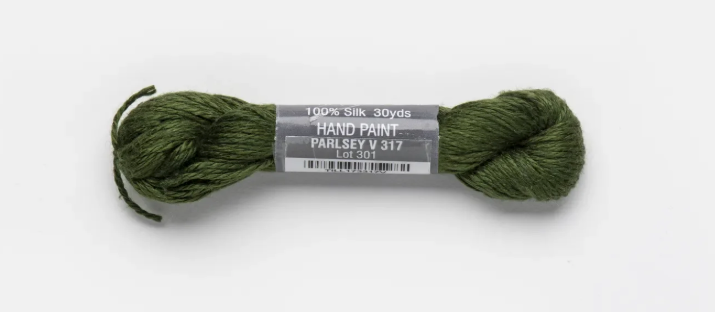 100% Silk 30yds
HAND PAINT
PARLSEY V 317
Lot 301